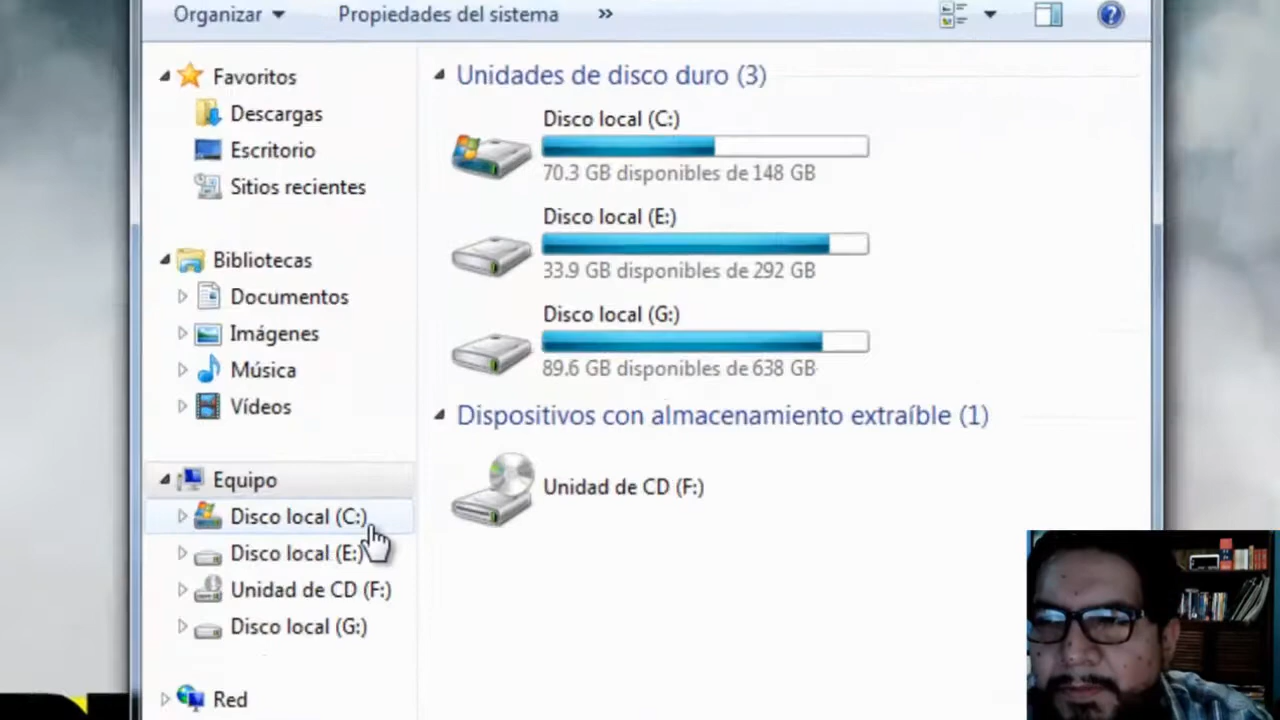 Organizar
Propiedades del sistema
»
Favoritos
Descargas
Escritorio
Sitios recientes
Bibliotecas
Documentos
Imágenes
Música
Vídeos
Equipo
Disco local (C:)
Disco local (E:)
Unidad de CD (F:)
Disco local (G:)
Red
Unidades de disco duro (3)
Disco local (C:)
70.3 GB disponibles de 148 GB
Disco local (E:)
33.9 GB disponibles de 292 GB
Disco local (G:)
89.6 GB disponibles de 638 GB
Dispositivos con almacenamiento extraíble (1)
Unidad de CD (F:)